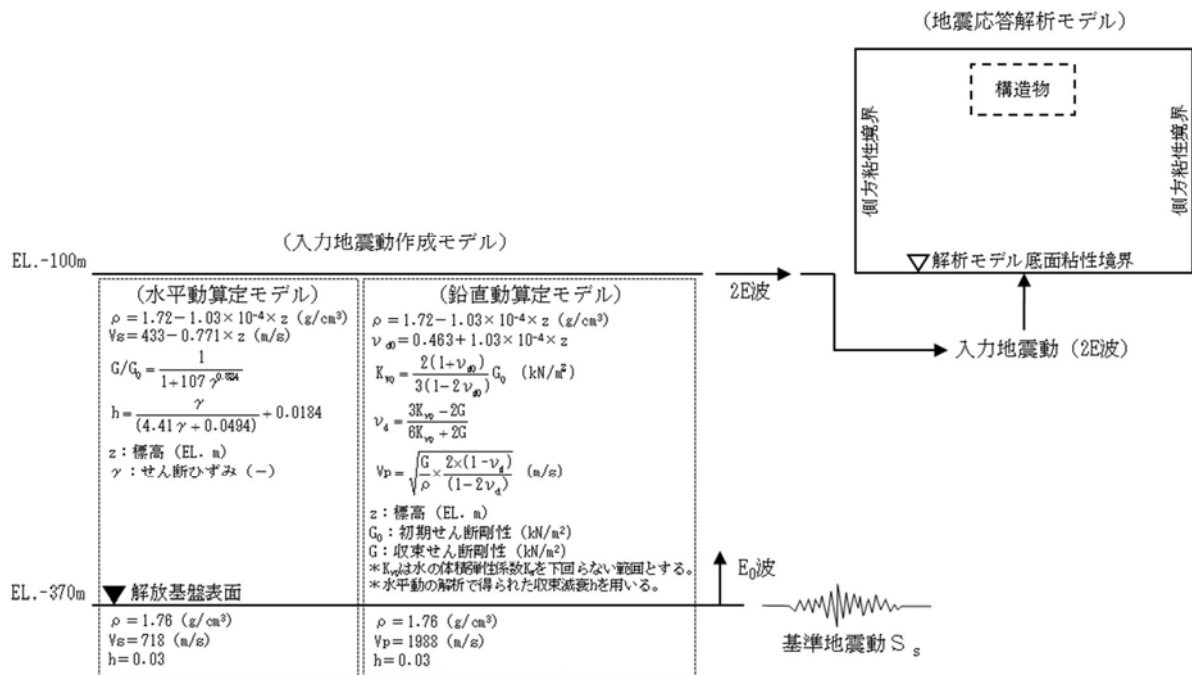 (地震応答解析モデル)
構造物
側方粘性境界
側方粘性境界
▽解析モデル底面粘性境界
(入力地震動作成モデル)
EL.-100m
2E波
入力地震動 (2E波)
(水平動算定モデル)
ρ=1.72-1.03×10⁻⁴×z (g/cm³)
Vs=433-0.771×z (m/s)
G/G₀=1/(1+107γ^0.824)
h=γ/(4.41γ+0.0494)+0.0184
z:標高 (EL. m)
γ:せん断ひずみ (-)
(鉛直動算定モデル)
ρ=1.72-1.03×10⁻⁴×z (g/cm³)
ν_d0=0.463+1.03×10⁻⁴×z
K_v0=2(1+ν_d0)/3(1-2ν_d0) G₀ (kN/m²)
ν_d=(3K_v0-2G)/(6K_v0+2G)
Vp=√(G/ρ×2×(1-ν_d)/(1-2ν_d)) (m/s)
z:標高 (EL. m)
G₀:初期せん断剛性 (kN/m²)
G:収束せん断剛性 (kN/m²)
*K_v0は水の体積弾性係数K_fを下回らない範囲とする。
*水平動の解析で得られた収束減衰hを用いる。
E₀波
EL.-370m
▼解放基盤表面
ρ=1.76 (g/cm³)
Vs=718 (m/s)
h=0.03
ρ=1.76 (g/cm³)
Vp=1988 (m/s)
h=0.03
基準地震動Sₛ